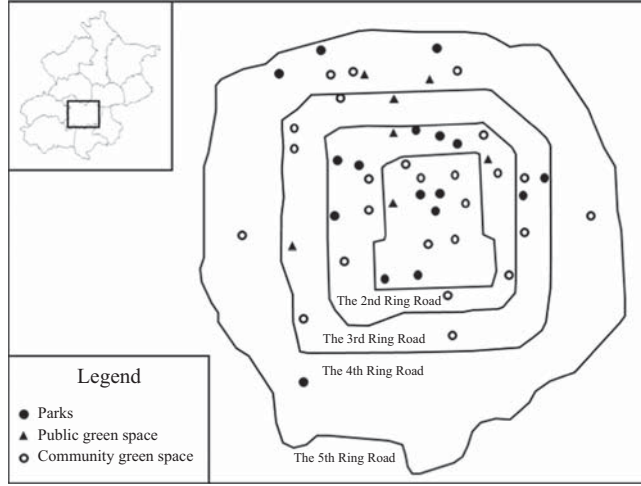 The 2nd Ring Road
The 3rd Ring Road
The 4th Ring Road
The 5th Ring Road
Legend
Parks
Public green space
Community green space